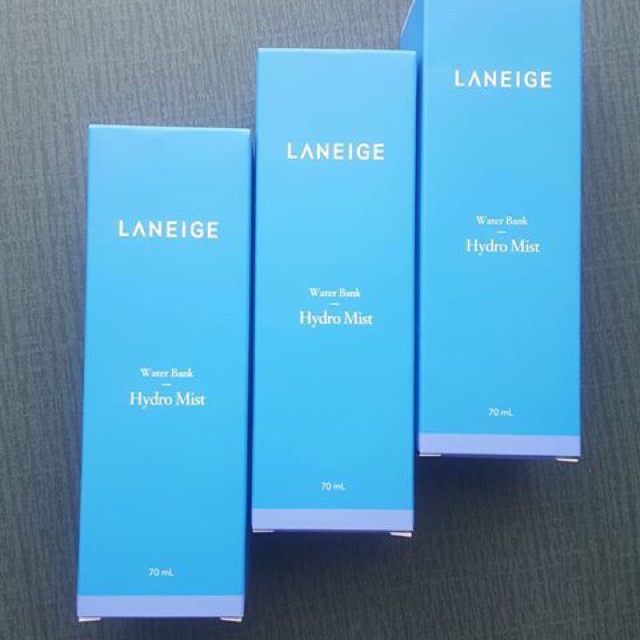 LANEIGE
Water Bank
Hydro Mist
70 mL
LANEIGE
Water Bank
Hydro Mist
70 mL
LANEIGE
Water Bank
Hydro Mist
70 mL